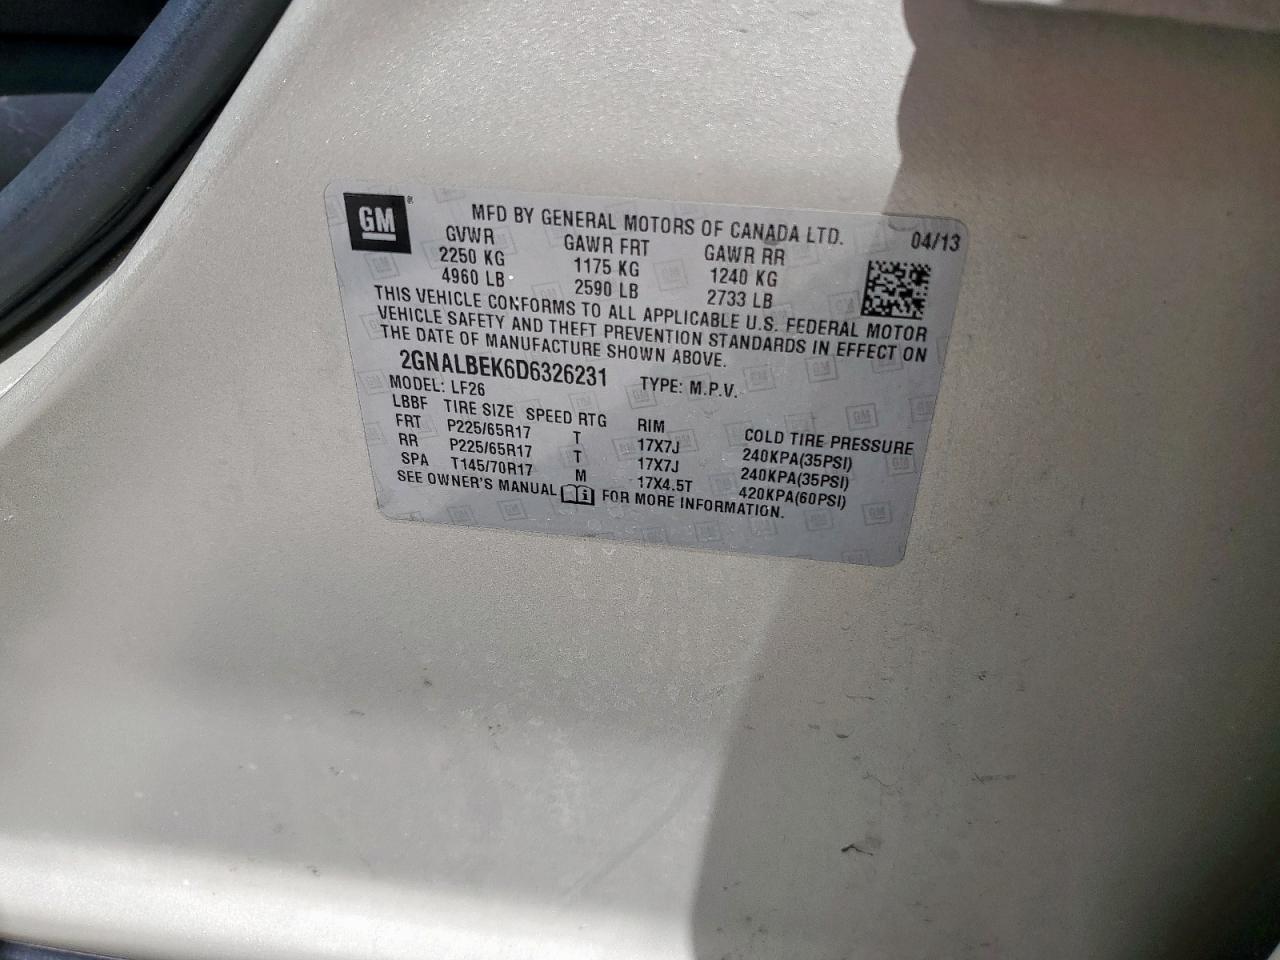 GM ®
MFD BY GENERAL MOTORS OF CANADA LTD. 04/13
GVWR GAWR FRT GAWR RR
2250 KG 1175 KG 1240 KG
4960 LB 2590 LB 2733 LB
THIS VEHICLE CONFORMS TO ALL APPLICABLE U.S. FEDERAL MOTOR
VEHICLE SAFETY AND THEFT PREVENTION STANDARDS IN EFFECT ON
THE DATE OF MANUFACTURE SHOWN ABOVE.
2GNALBEK6D6326231 TYPE: M.P.V.
MODEL: LF26
LBBF TIRE SIZE SPEED RTG RIM COLD TIRE PRESSURE
FRT P225/65R17 T 17X7J 240KPA(35PSI)
RR P225/65R17 T 17X7J 240KPA(35PSI)
SPA T145/70R17 M 17X4.5T 420KPA(60PSI)
SEE OWNER'S MANUAL FOR MORE INFORMATION.